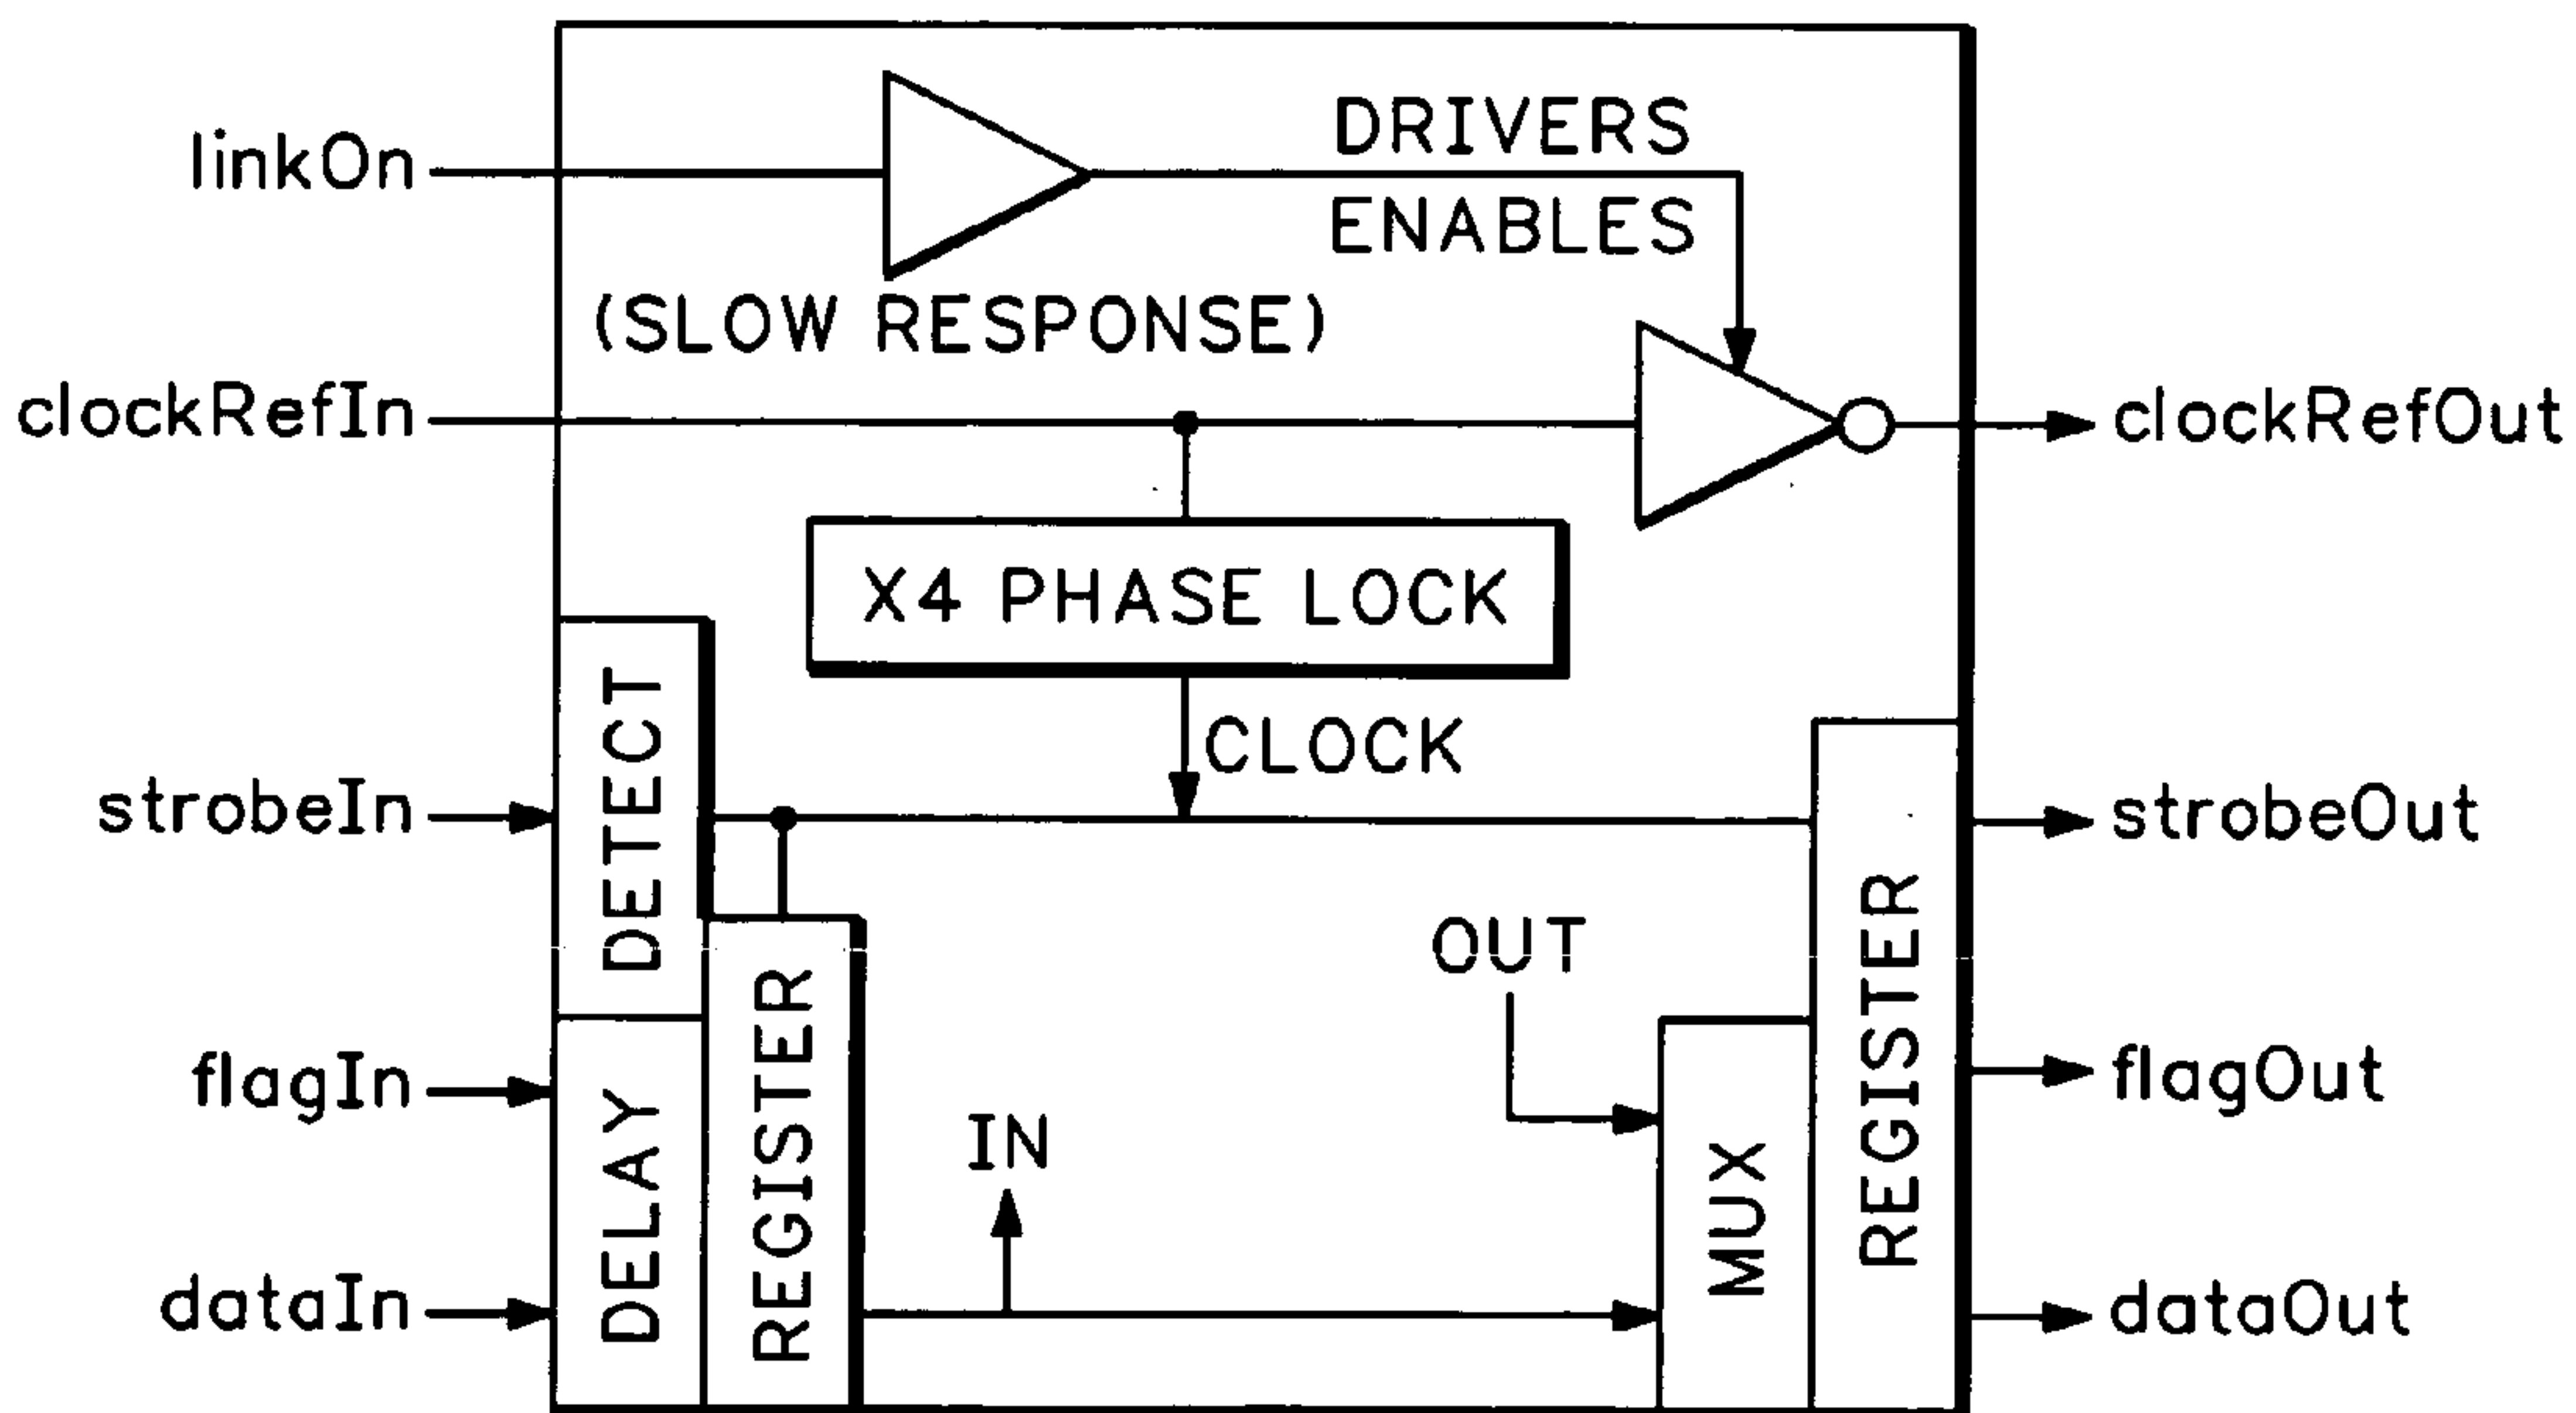 linkOn
DRIVERS
ENABLES
(SLOW RESPONSE)
clockRefIn
clockRefOut
X4 PHASE LOCK
CLOCK
DETECT
strobeIn
strobeOut
REGISTER
OUT
flagIn
flagOut
DELAY
REGISTER
IN
MUX
dataIn
dataOut